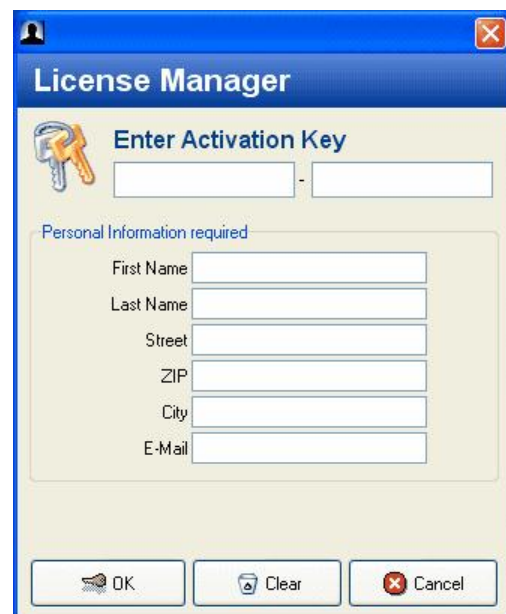 License Manager
Enter Activation Key
-
Personal Information required
First Name
Last Name
Street
ZIP
City
E-Mail
OK Clear Cancel